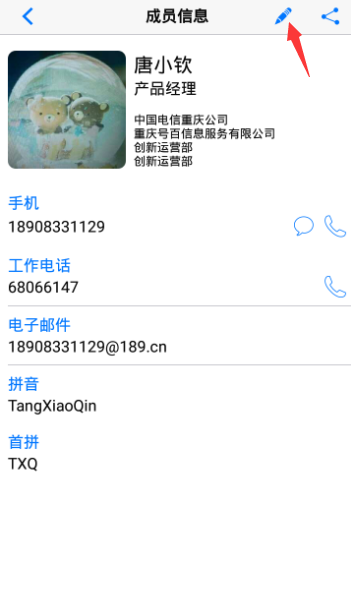 成员信息
唐小钦
产品经理
中国电信重庆公司
重庆号百信息服务有限公司
创新运营部
创新运营部
手机
18908331129
工作电话
68066147
电子邮件
18908331129@189.cn
拼音
TangXiaoQin
首拼
TXQ